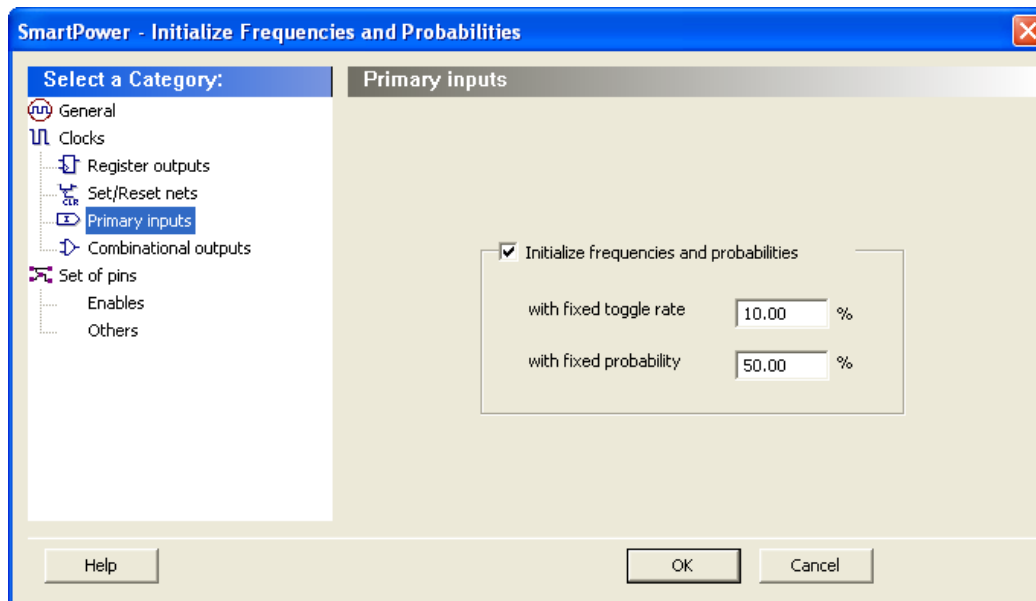 SmartPower - Initialize Frequencies and Probabilities
Select a Category:
General
Clocks
Register outputs
CLR
Set/Reset nets
I
Primary inputs
Combinational outputs
Set of pins
Enables
Others
Primary inputs
Initialize frequencies and probabilities
with fixed toggle rate 10.00 %
with fixed probability 50.00 %
Help OK Cancel